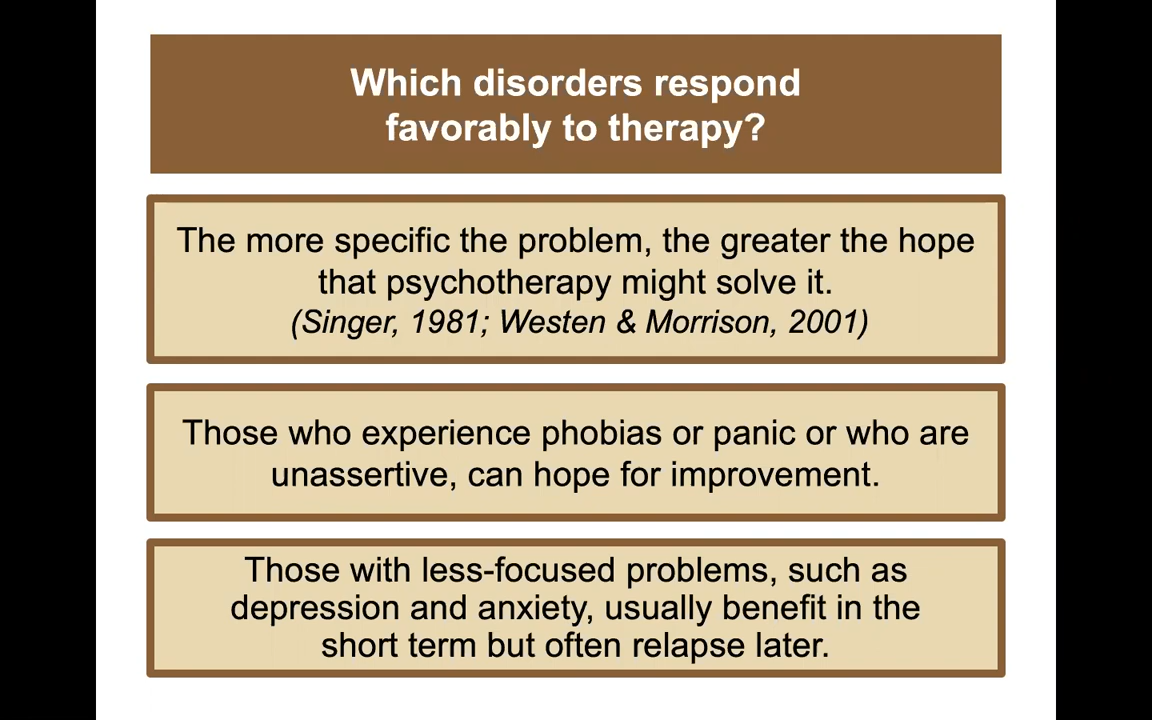 Which disorders respond
favorably to therapy?
The more specific the problem, the greater the hope
that psychotherapy might solve it.
(Singer, 1981; Westen & Morrison, 2001)
Those who experience phobias or panic or who are
unassertive, can hope for improvement.
Those with less-focused problems, such as
depression and anxiety, usually benefit in the
short term but often relapse later.